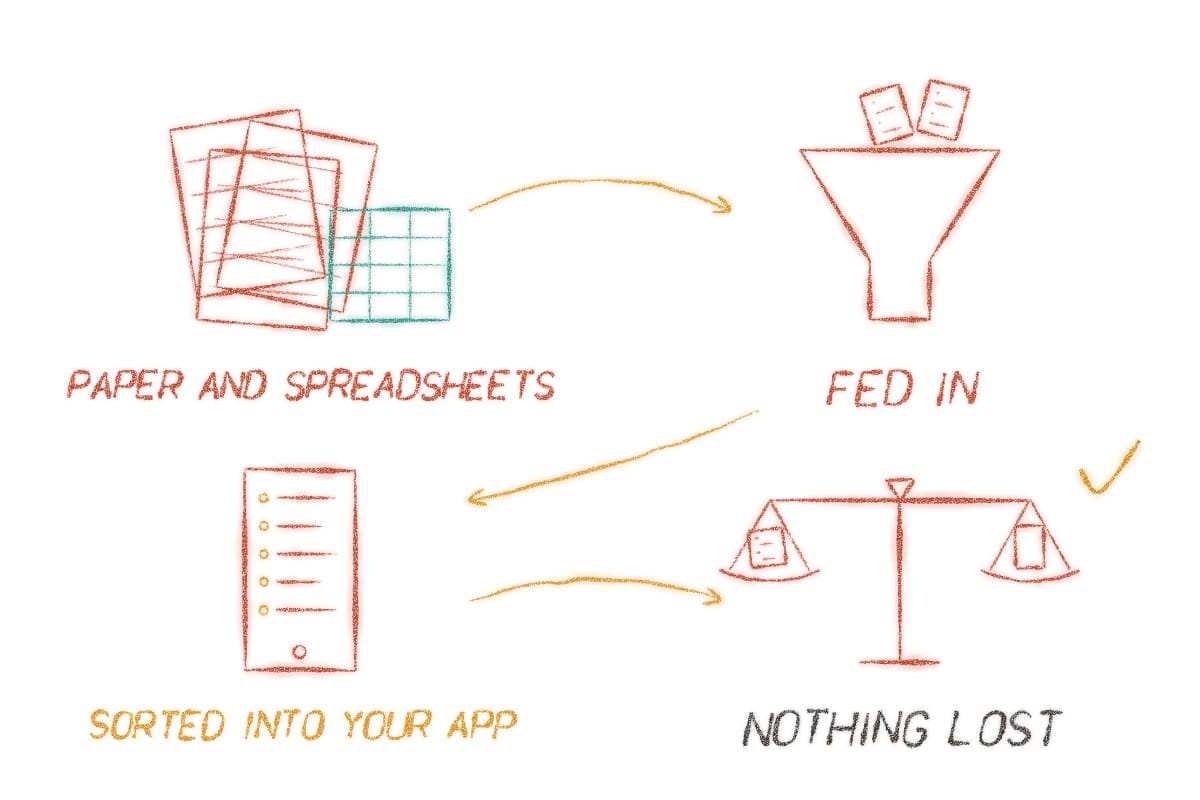 PAPER AND SPREADSHEETS
FED IN
SORTED INTO YOUR APP
NOTHING LOST